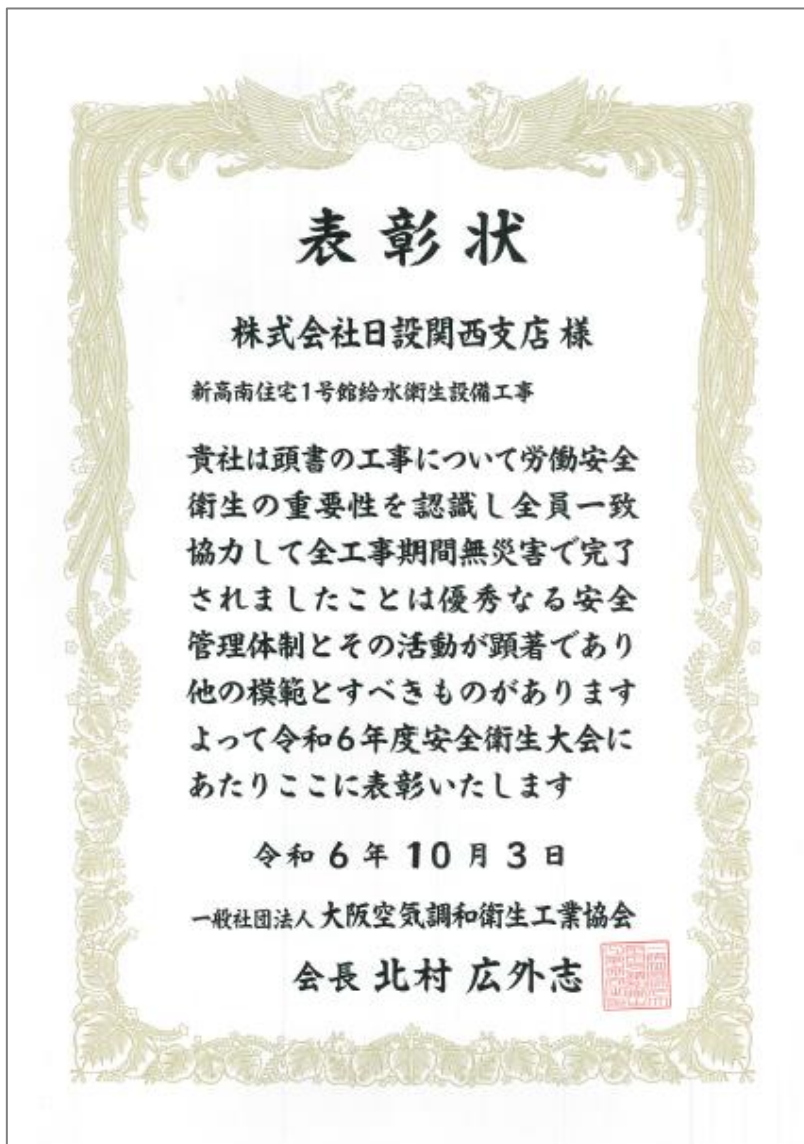 表彰状
株式会社日設関西支店 様
新高南住宅1号館給水衛生設備工事
貴社は頭書の工事について労働安全
衛生の重要性を認識し全員一致
協力して全工事期間無災害で完了
されましたことは優秀なる安全
管理体制とその活動が顕著であり
他の模範とすべきものがあります
よって令和6年度安全衛生大会に
あたりここに表彰いたします
令和 6 年 10 月 3 日
一般社団法人 大阪空気調和衛生工業協会
会長 北村 広外志